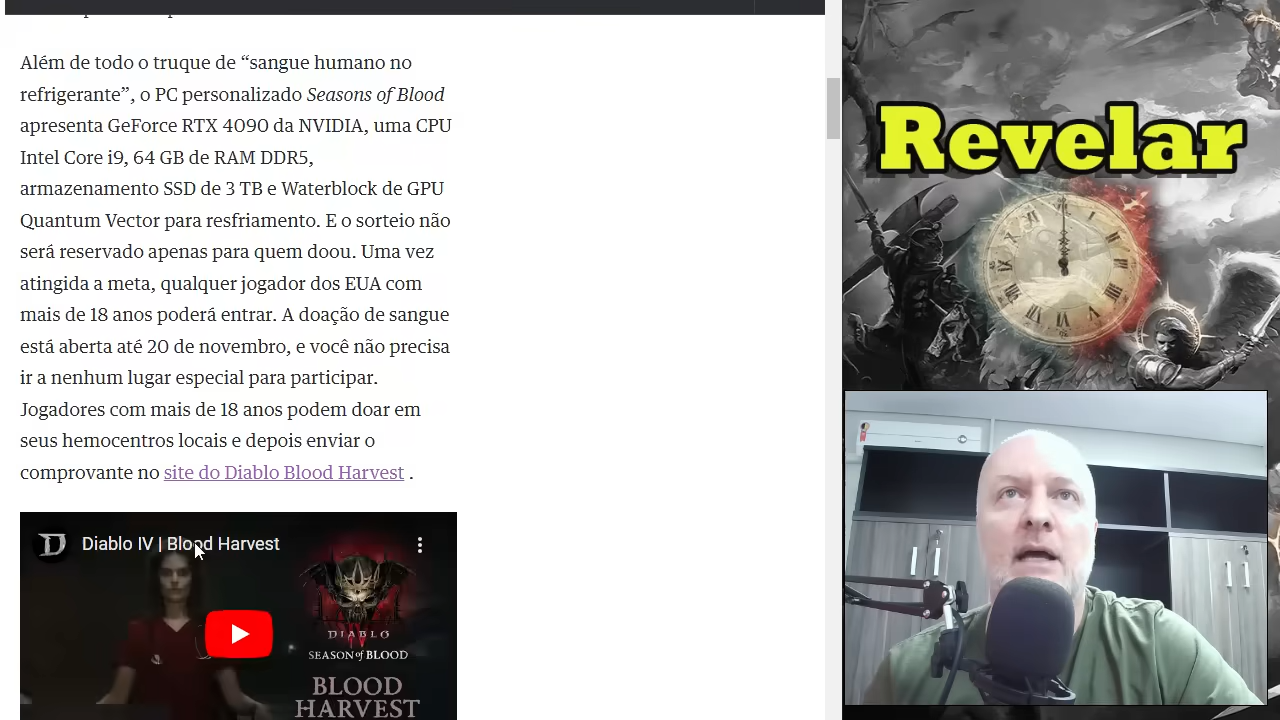 Além de todo o truque de “sangue humano no
refrigerante”, o PC personalizado Seasons of Blood
apresenta GeForce RTX 4090 da NVIDIA, uma CPU
Intel Core i9, 64 GB de RAM DDR5,
armazenamento SSD de 3 TB e Waterblock de GPU
Quantum Vector para resfriamento. E o sorteio não
será reservado apenas para quem doou. Uma vez
atingida a meta, qualquer jogador dos EUA com
mais de 18 anos poderá entrar. A doação de sangue
está aberta até 20 de novembro, e você não precisa
ir a nenhum lugar especial para participar.
Jogadores com mais de 18 anos podem doar em
seus hemocentros locais e depois enviar o
comprovante no site do Diablo Blood Harvest .
Diablo IV | Blood Harvest
DIABLO
SEASON of BLOOD
BLOOD
HARVEST
Revelar